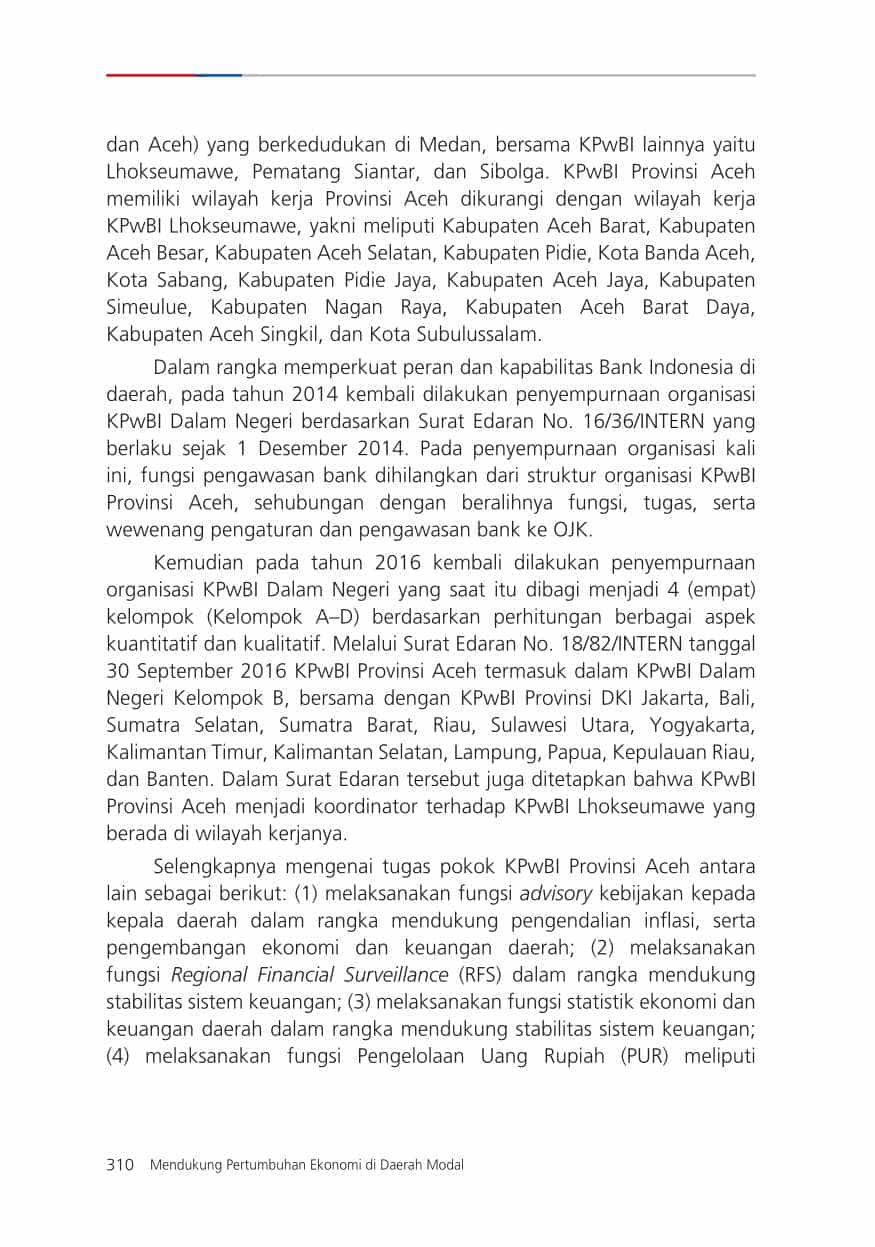 dan Aceh) yang berkedudukan di Medan, bersama KPwBI lainnya yaitu
Lhokseumawe, Pematang Siantar, dan Sibolga. KPwBI Provinsi Aceh
memiliki wilayah kerja Provinsi Aceh dikurangi dengan wilayah kerja
KPwBI Lhokseumawe, yakni meliputi Kabupaten Aceh Barat, Kabupaten
Aceh Besar, Kabupaten Aceh Selatan, Kabupaten Pidie, Kota Banda Aceh,
Kota Sabang, Kabupaten Pidie Jaya, Kabupaten Aceh Jaya, Kabupaten
Simeulue, Kabupaten Nagan Raya, Kabupaten Aceh Barat Daya,
Kabupaten Aceh Singkil, dan Kota Subulussalam.
Dalam rangka memperkuat peran dan kapabilitas Bank Indonesia di
daerah, pada tahun 2014 kembali dilakukan penyempurnaan organisasi
KPwBI Dalam Negeri berdasarkan Surat Edaran No. 16/36/INTERN yang
berlaku sejak 1 Desember 2014. Pada penyempurnaan organisasi kali
ini, fungsi pengawasan bank dihilangkan dari struktur organisasi KPwBI
Provinsi Aceh, sehubungan dengan beralihnya fungsi, tugas, serta
wewenang pengaturan dan pengawasan bank ke OJK.
Kemudian pada tahun 2016 kembali dilakukan penyempurnaan
organisasi KPwBI Dalam Negeri yang saat itu dibagi menjadi 4 (empat)
kelompok (Kelompok A–D) berdasarkan perhitungan berbagai aspek
kuantitatif dan kualitatif. Melalui Surat Edaran No. 18/82/INTERN tanggal
30 September 2016 KPwBI Provinsi Aceh termasuk dalam KPwBI Dalam
Negeri Kelompok B, bersama dengan KPwBI Provinsi DKI Jakarta, Bali,
Sumatra Selatan, Sumatra Barat, Riau, Sulawesi Utara, Yogyakarta,
Kalimantan Timur, Kalimantan Selatan, Lampung, Papua, Kepulauan Riau,
dan Banten. Dalam Surat Edaran tersebut juga ditetapkan bahwa KPwBI
Provinsi Aceh menjadi koordinator terhadap KPwBI Lhokseumawe yang
berada di wilayah kerjanya.
Selengkapnya mengenai tugas pokok KPwBI Provinsi Aceh antara
lain sebagai berikut: (1) melaksanakan fungsi advisory kebijakan kepada
kepala daerah dalam rangka mendukung pengendalian inflasi, serta
pengembangan ekonomi dan keuangan daerah; (2) melaksanakan
fungsi Regional Financial Surveillance (RFS) dalam rangka mendukung
stabilitas sistem keuangan; (3) melaksanakan fungsi statistik ekonomi dan
keuangan daerah dalam rangka mendukung stabilitas sistem keuangan;
(4) melaksanakan fungsi Pengelolaan Uang Rupiah (PUR) meliputi
310 Mendukung Pertumbuhan Ekonomi di Daerah Modal